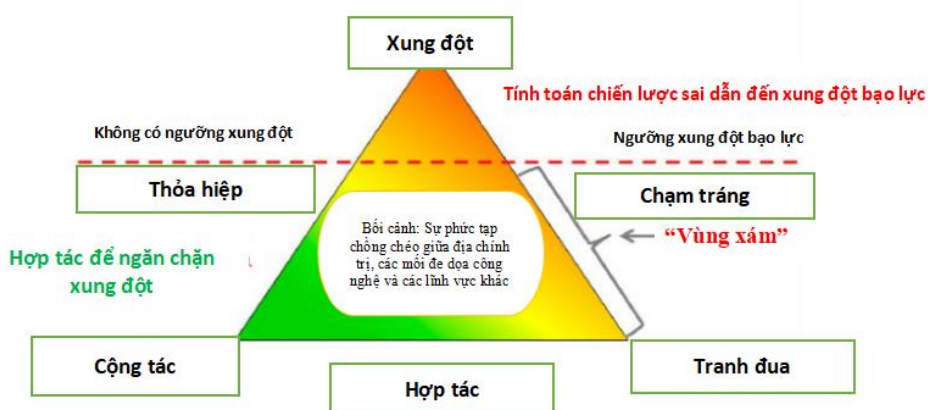 Xung đột
Tính toán chiến lược sai dẫn đến xung đột bạo lực
Không có ngưỡng xung đột
Ngưỡng xung đột bạo lực
Thỏa hiệp
Chạm tráng
Bối cảnh: Sự phức tạp
chồng chéo giữa địa chính
trị, các mối đe dọa công
nghệ và các lĩnh vực khác
“Vùng xám”
Hợp tác để ngăn chặn
xung đột
Cộng tác
Hợp tác
Tranh đua